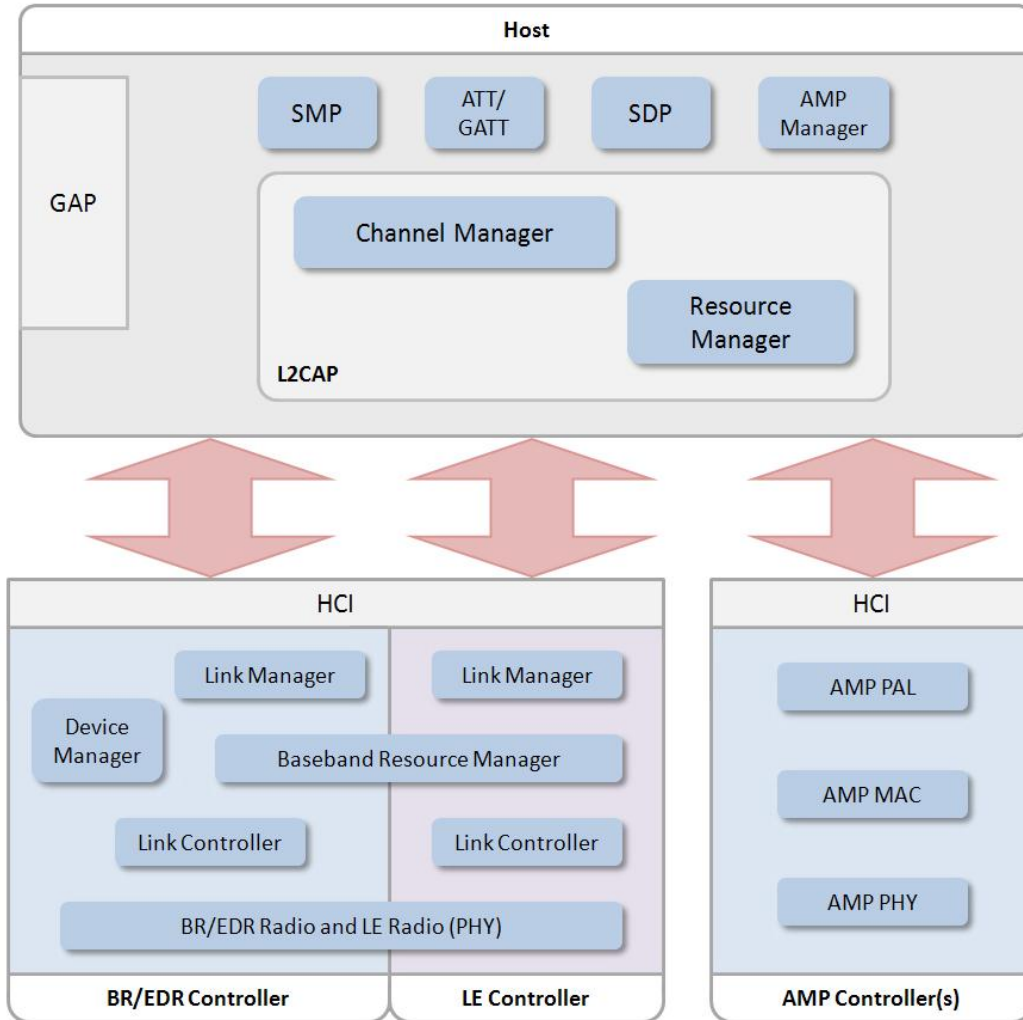 Host
SMP
ATT/
GATT
SDP
AMP
Manager
GAP
Channel Manager
Resource
Manager
L2CAP
HCI
HCI
Link Manager
Link Manager
AMP PAL
Device
Manager
Baseband Resource Manager
AMP MAC
Link Controller
Link Controller
AMP PHY
BR/EDR Radio and LE Radio (PHY)
BR/EDR Controller
LE Controller
AMP Controller(s)